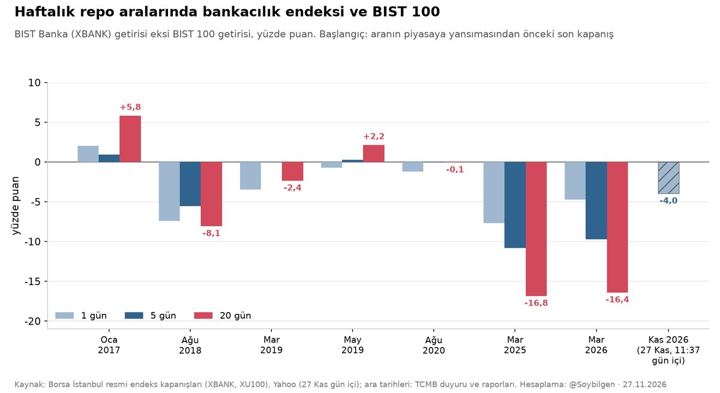 Haftalık repo aralarında bankacılık endeksi ve BIST 100
BIST Banka (XBANK) getirisi eksi BIST 100 getirisi, yüzde puan. Başlangıç: aranın piyasaya yansımasından önceki son kapanış
yüzde puan
10
5
0
-5
-10
-15
-20
+5,8
-8,1
-2,4
+2,2
-0,1
-16,8
-16,4
-4,0
1 gün
5 gün
20 gün
Oca
2017
Ağu
2018
Mar
2019
May
2019
Ağu
2020
Mar
2025
Mar
2026
Kas 2026
(27 Kas, 11:37
gün içi)
Kaynak: Borsa İstanbul resmi endeks kapanışları (XBANK, XU100), Yahoo (27 Kas gün içi); ara tarihleri: TCMB duyuru ve raporları. Hesaplama: @Soybilgen - 27.11.2026